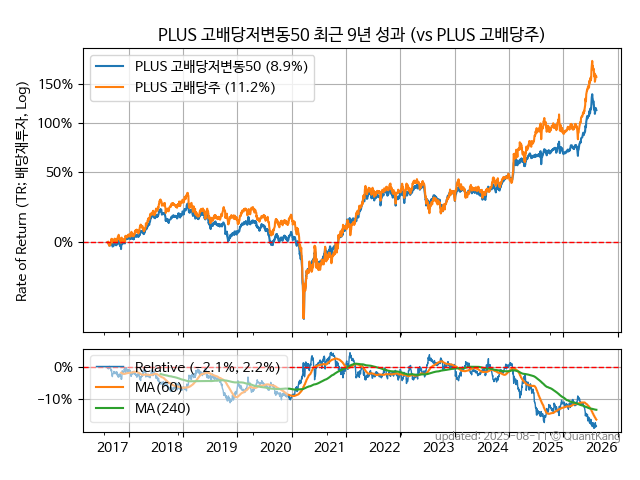 PLUS 고배당저변동50 최근 9년 성과 (vs PLUS 고배당주)
Rate of Return (TR: 배당재투자, Log)
PLUS 고배당저변동50 (8.9%)
PLUS 고배당주 (11.2%)
150%
100%
50%
0%
Relative (−2.1%, 2.2%)
MA(60)
MA(240)
0%
−10%
2017 2018 2019 2020 2021 2022 2023 2024 2025 2026
© QuantKang